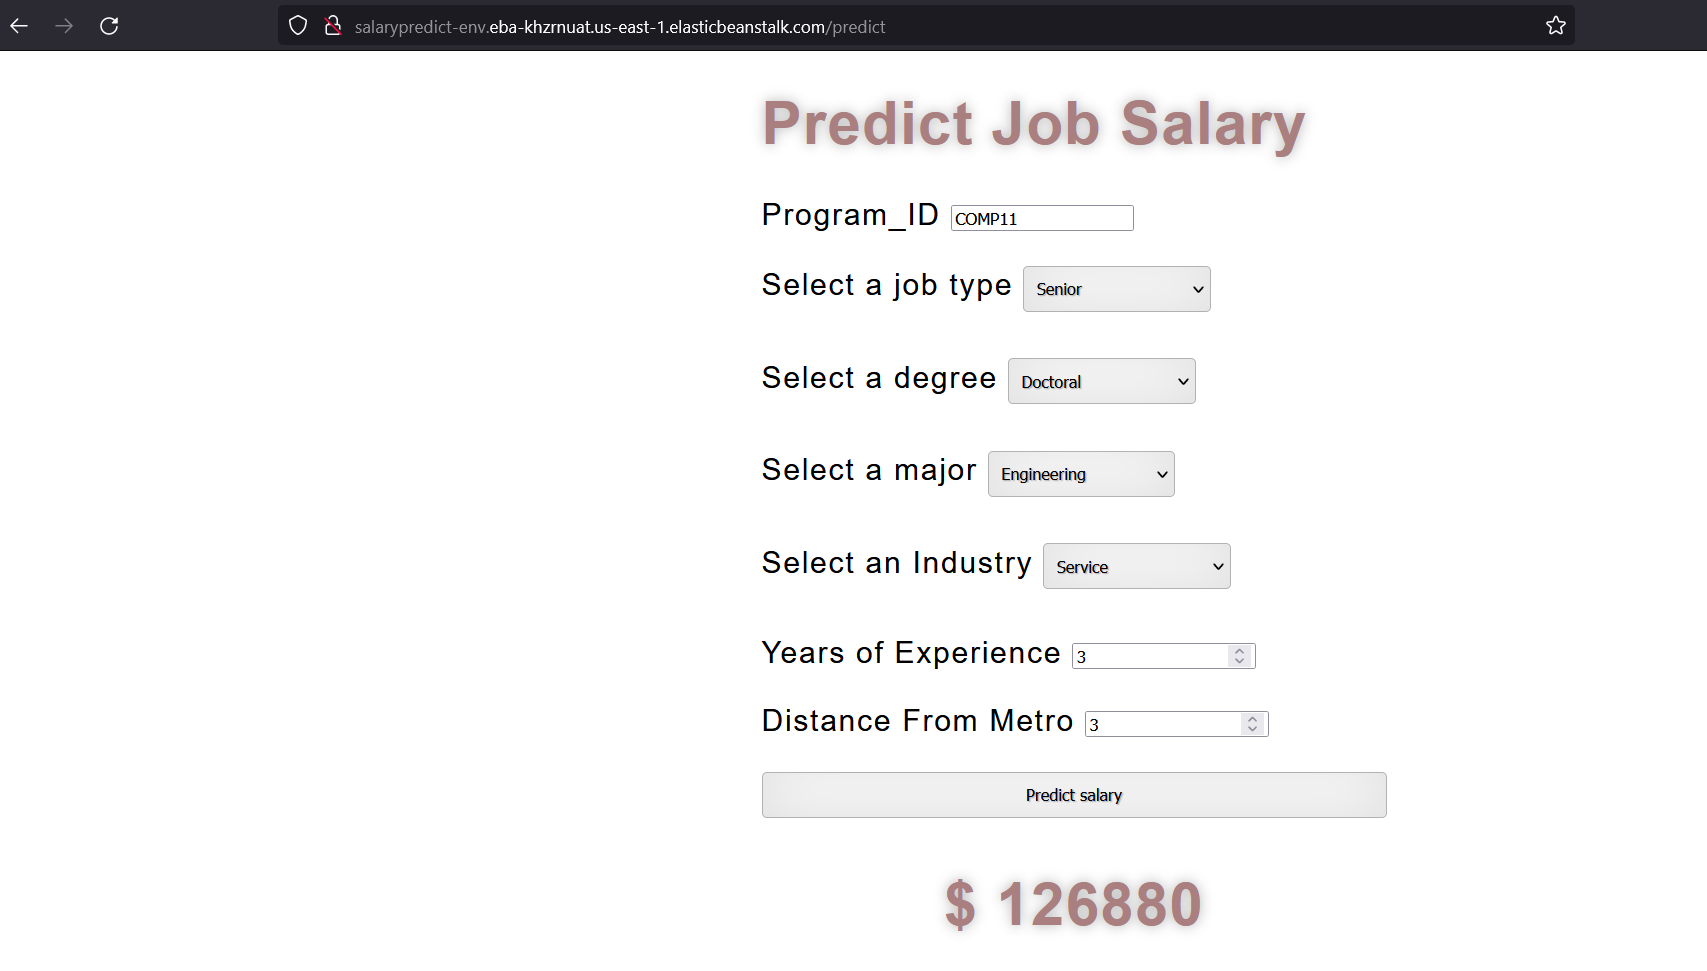 salarypredict-env.eba-khzrnuat.us-east-1.elasticbeanstalk.com/predict
Predict Job Salary
Program_ID COMP11
Select a job type Senior
Select a degree Doctoral
Select a major Engineering
Select an Industry Service
Years of Experience 3
Distance From Metro 3
Predict salary
$ 126880